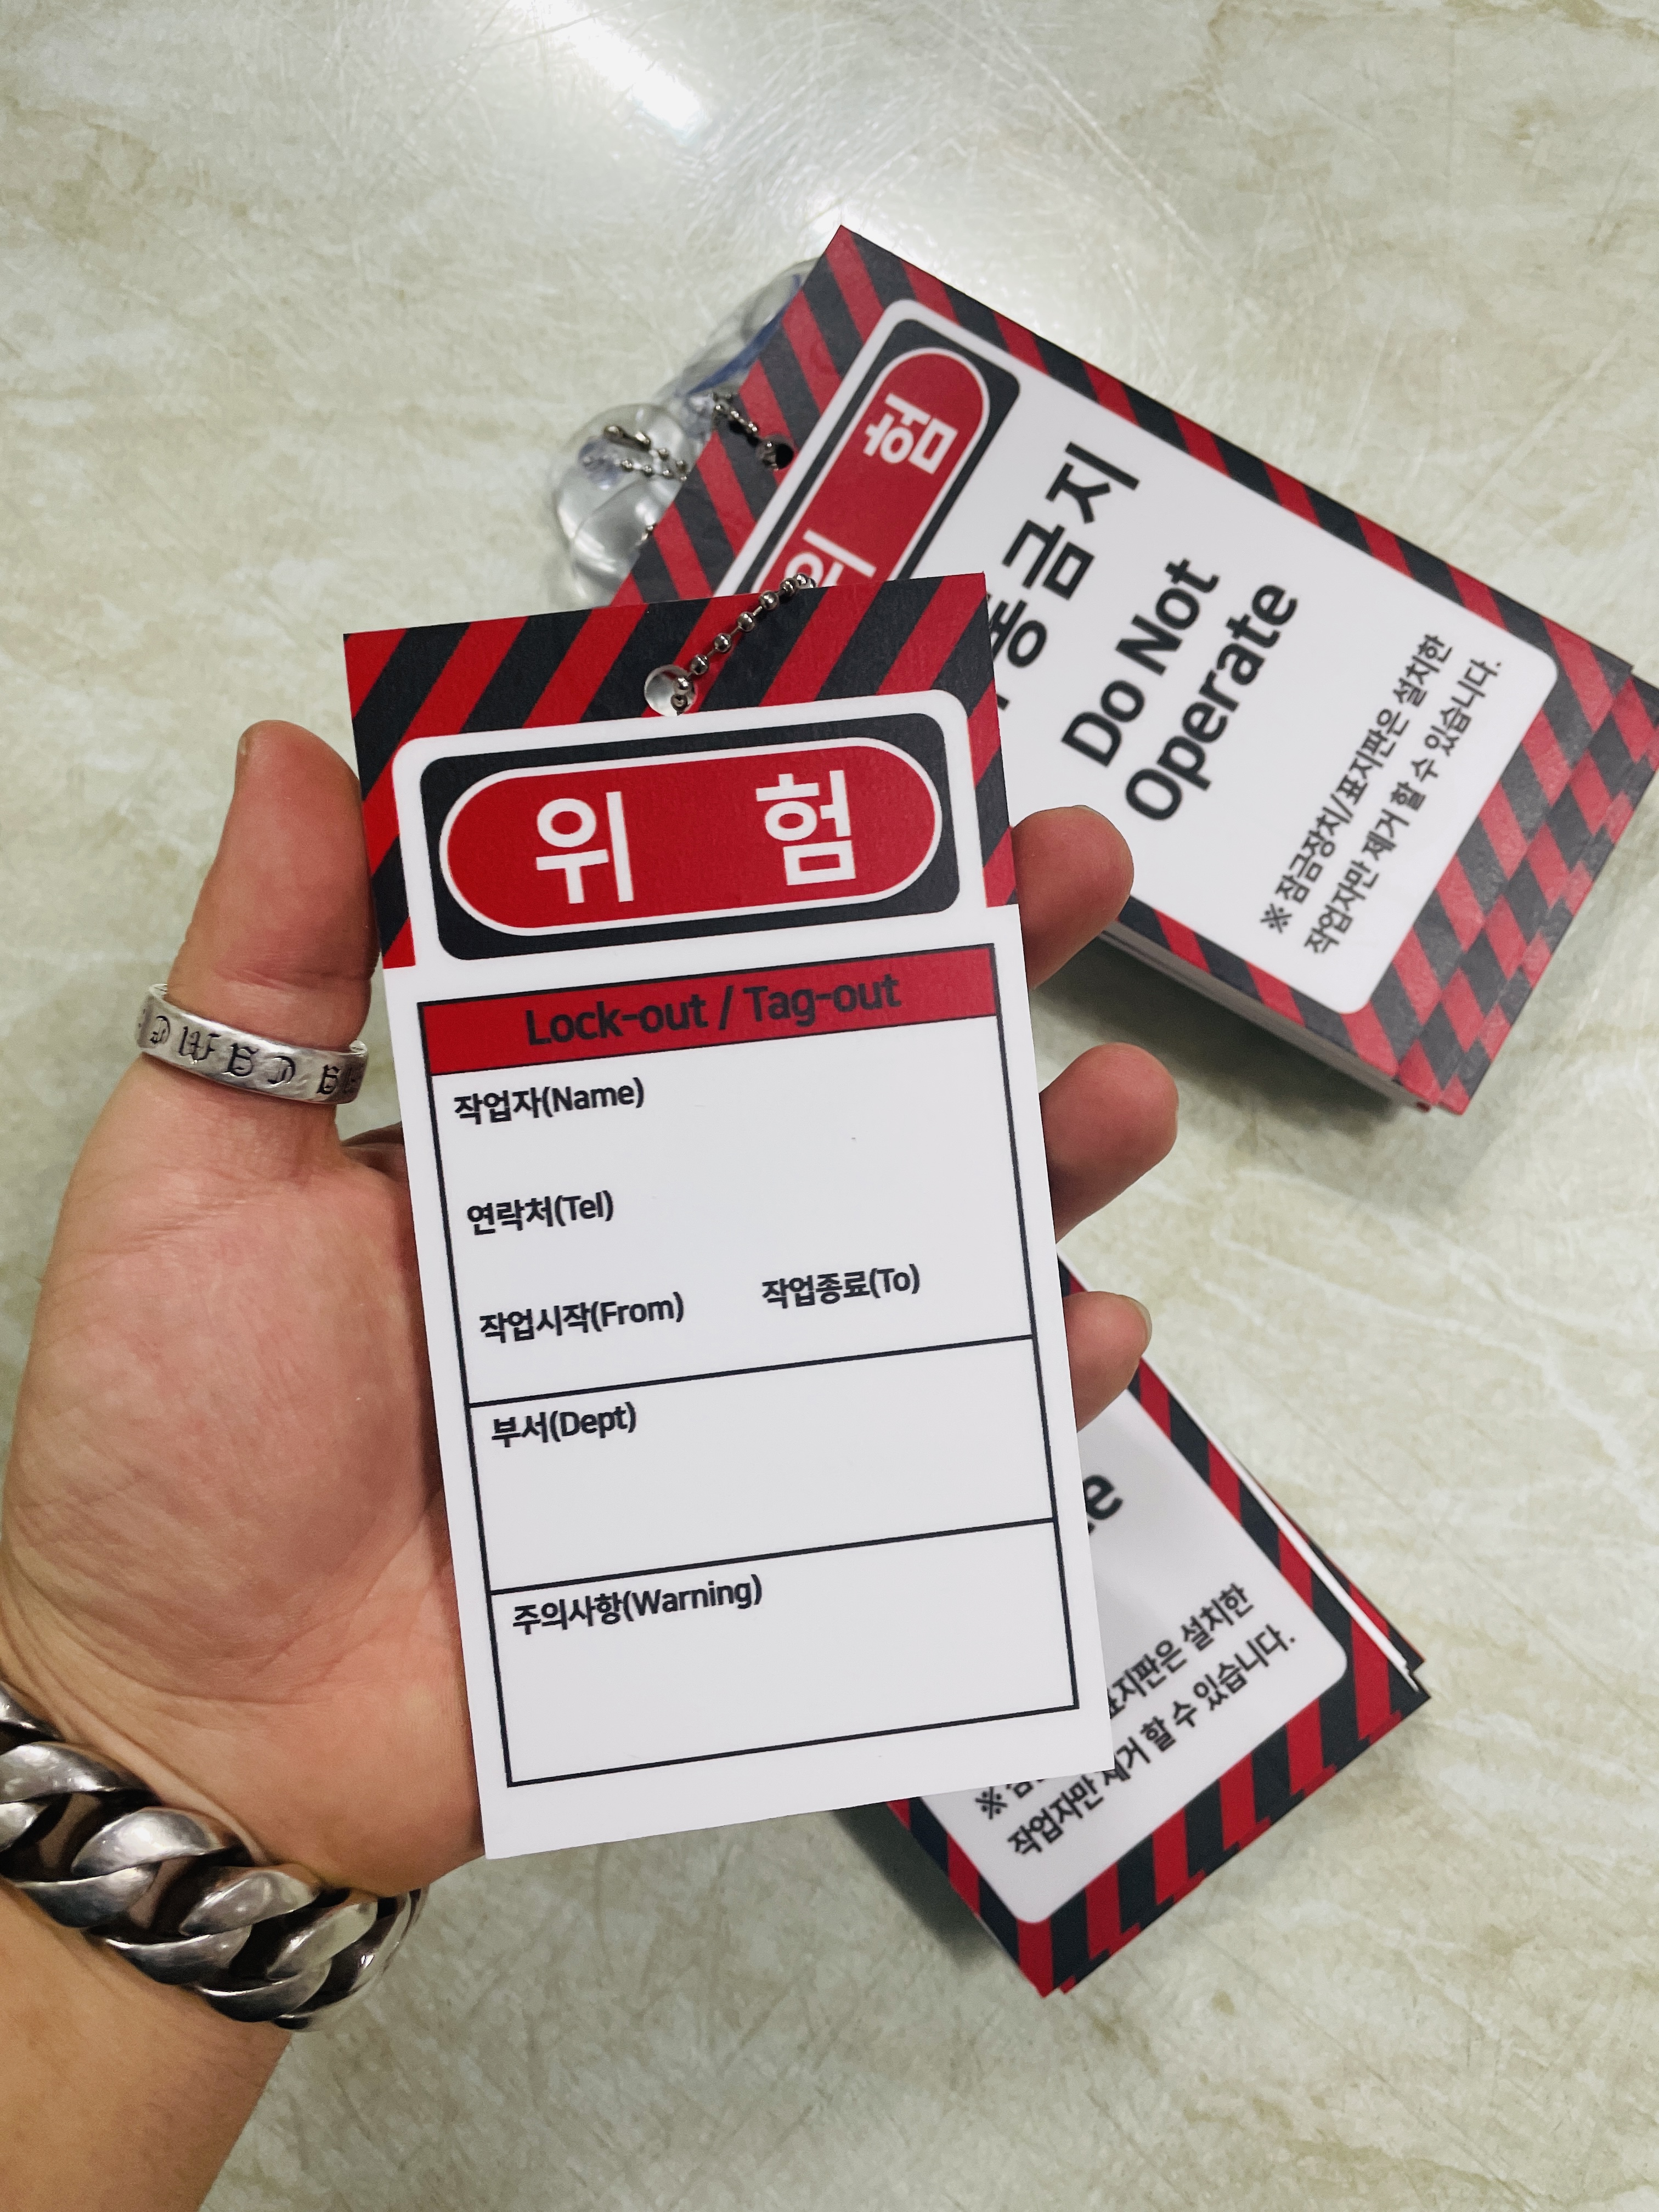 위 험
Lock-out / Tag-out
작업자(Name)
연락처(Tel)
작업시작(From) 작업종료(To)
부서(Dept)
주의사항(Warning)
위 험
금지
Do Not
Operate
※ 잠금장치/표지판은 설치한
작업자만 제거 할 수 있습니다.
표지판은 설치한
작업자만 제거 할 수 있습니다.